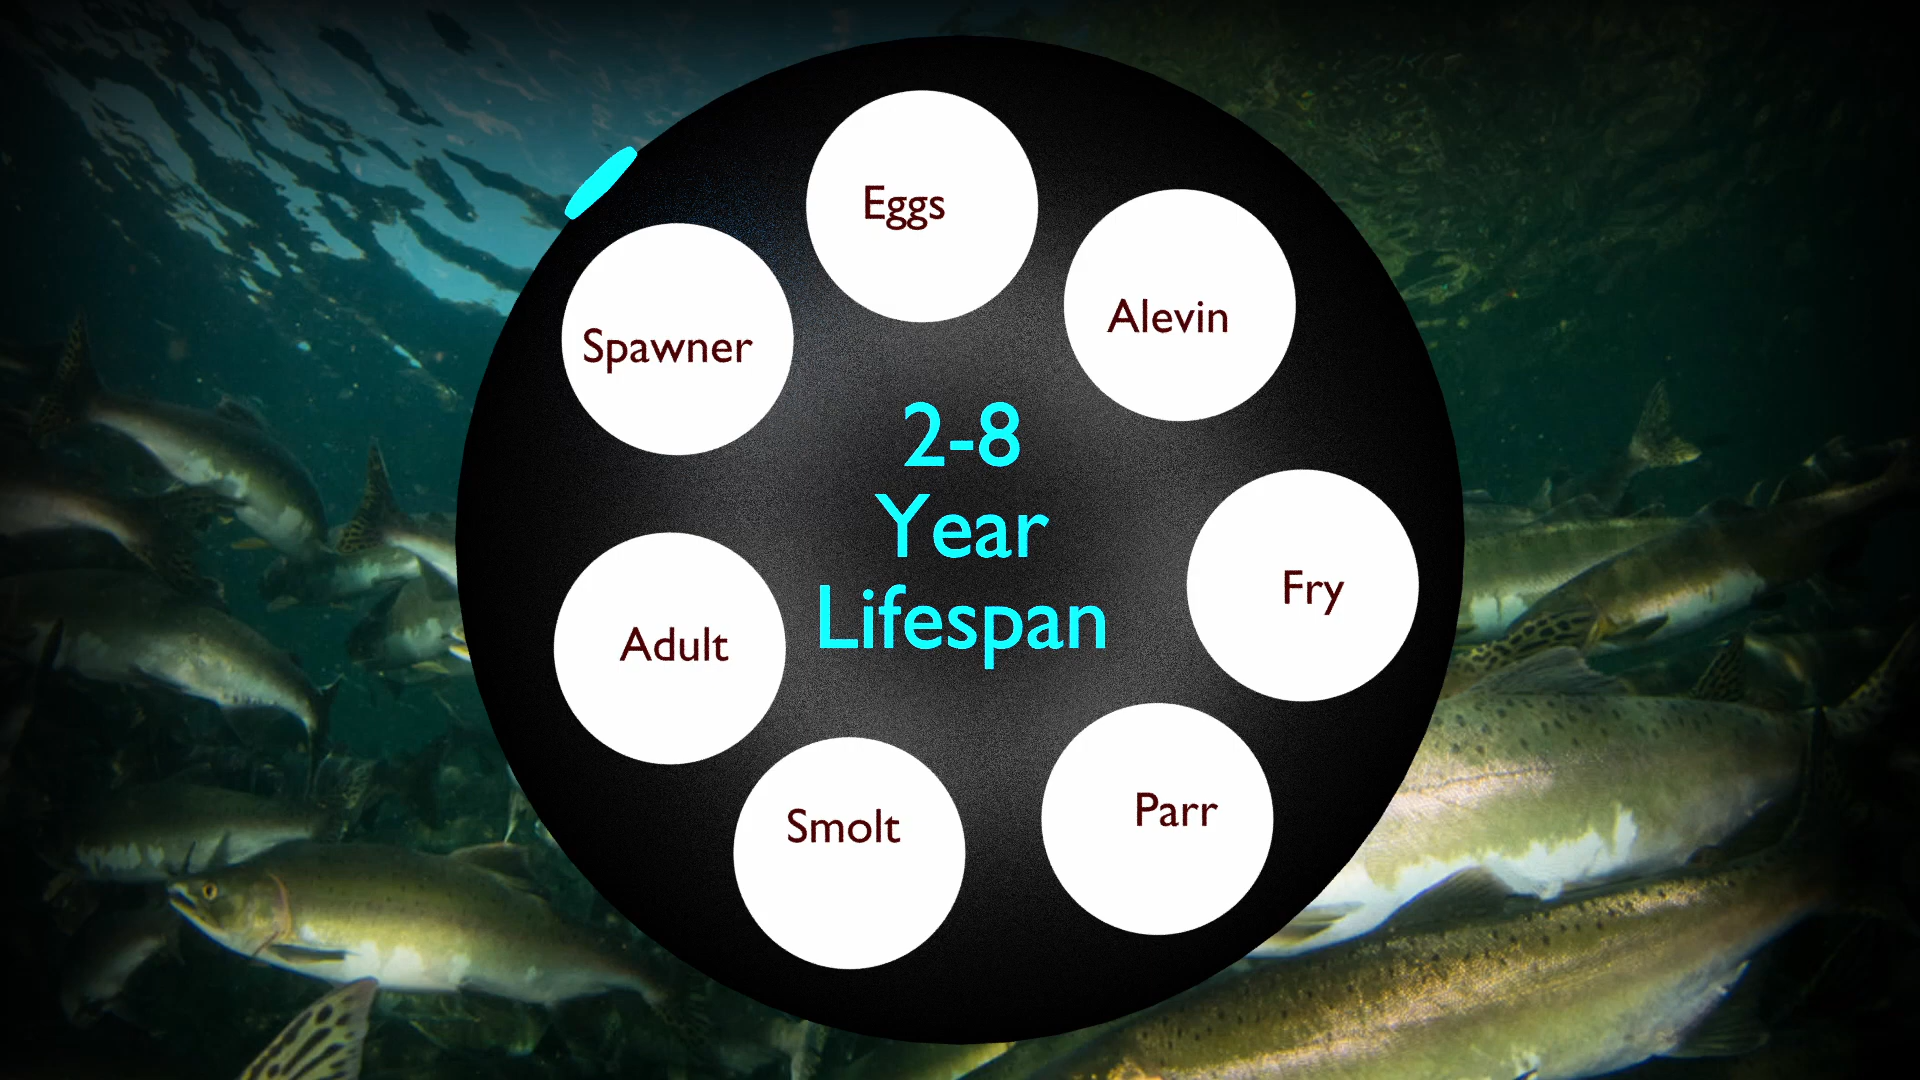 Eggs
Alevin
Spawner
2-8
Year
Lifespan
Fry
Adult
Parr
Smolt